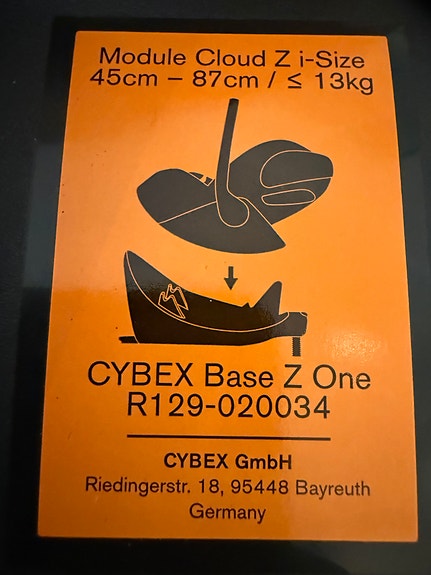 Module Cloud Z i-Size
45cm – 87cm / ≤ 13kg
CYBEX Base Z One
R129-020034
CYBEX GmbH
Riedingerstr. 18, 95448 Bayreuth
Germany